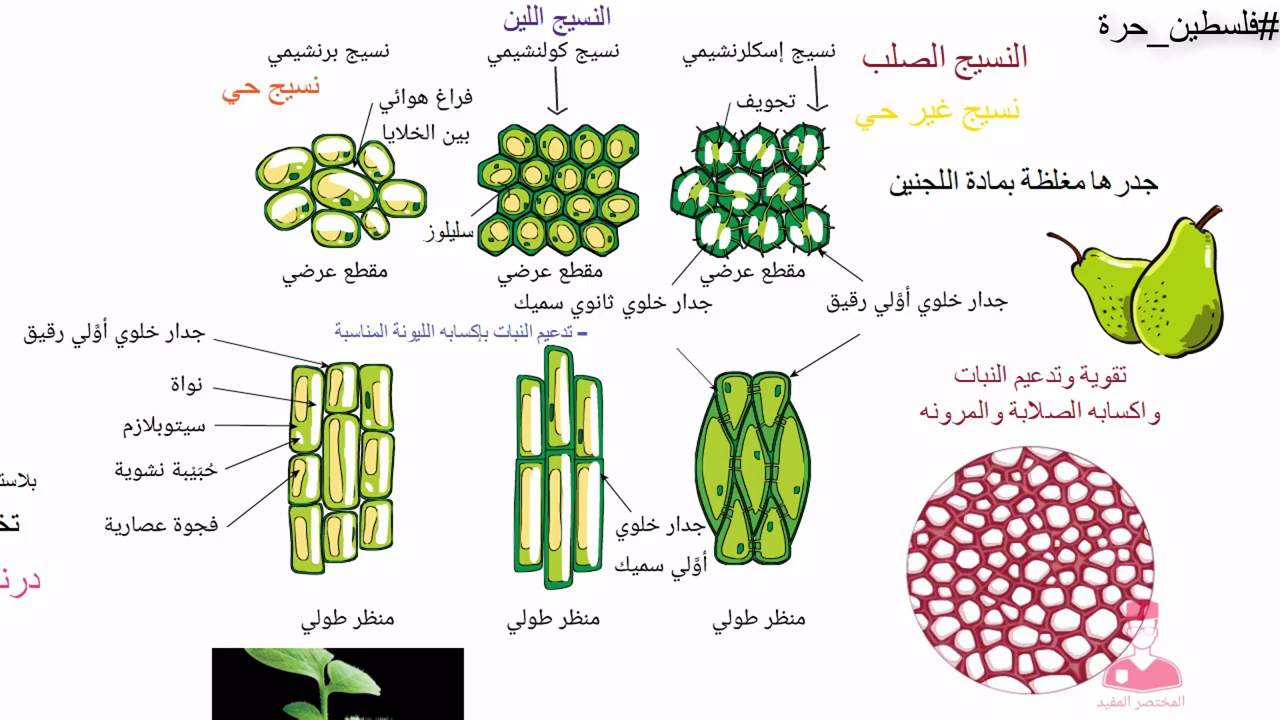 #فلسطين_حرة
النسيج اللين
النسيج الصلب
نسيج إسكلرنشيمي
نسيج كولنشيمي
نسيج برنشيمي
نسيج حي
نسيج غير حي
فراغ هوائي
بين الخلايا
تجويف
جدرها مغلظة بمادة اللجنين
سليلوز
مقطع عرضي
مقطع عرضي
مقطع عرضي
جدار خلوي أوَّلي رقيق
جدار خلوي ثانوي سميك
– تدعيم النبات بإكسابه الليونة المناسبة
جدار خلوي أوَّلي رقيق
نواة
سيتوبلازم
حُبَيْبة نشوية
فجوة عصارية
تقوية وتدعيم النبات
واكسابه الصلابة والمرونه
جدار خلوي
أوَّلي سميك
منظر طولي
منظر طولي
منظر طولي
المختصر المفيد